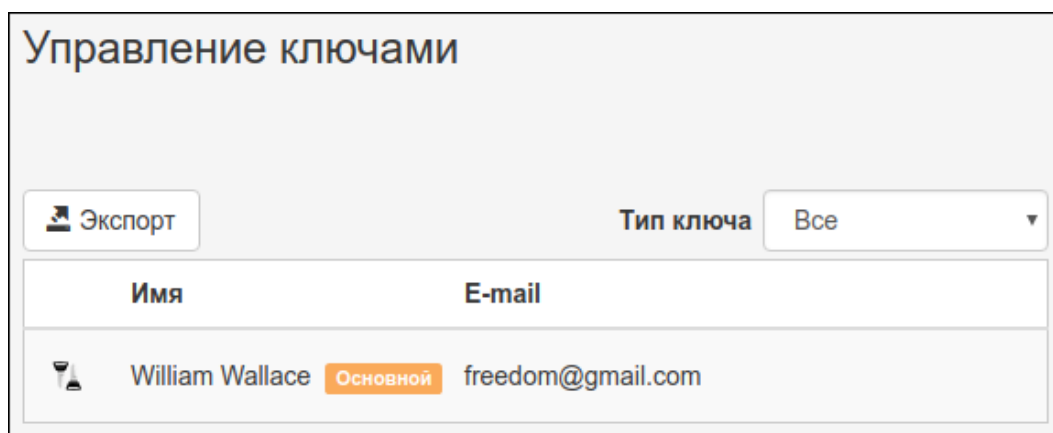 Управление ключами
Экспорт Тип ключа Все
Имя E-mail
William Wallace Основной freedom@gmail.com